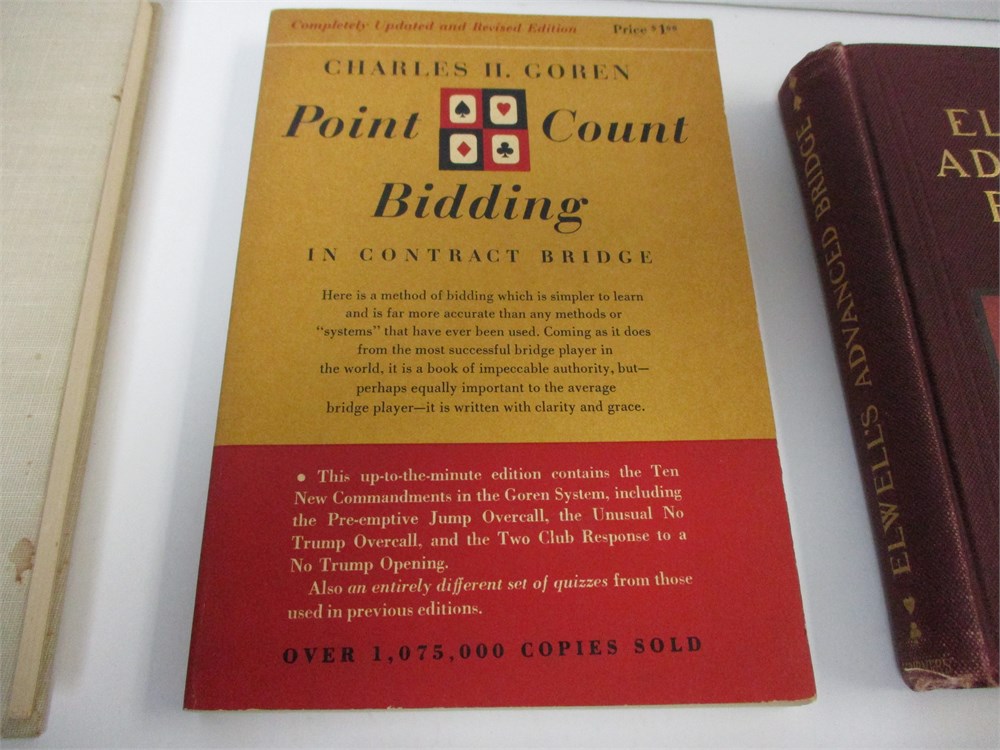 Completely Updated and Revised Edition Price $1.00
CHARLES H. GOREN
Point Count
Bidding
IN CONTRACT BRIDGE
Here is a method of bidding which is simpler to learn
and is far more accurate than any methods or
“systems” that have ever been used. Coming as it does
from the most successful bridge player in
the world, it is a book of impeccable authority, but—
perhaps equally important to the average
bridge player—it is written with clarity and grace.
• This up-to-the-minute edition contains the Ten
New Commandments in the Goren System, including
the Pre-emptive Jump Overcall, the Unusual No
Trump Overcall, and the Two Club Response to a
No Trump Opening.
Also an entirely different set of quizzes from those
used in previous editions.
OVER 1,075,000 COPIES SOLD
ELWELL'S ADVANCED BRIDGE
EL
AD